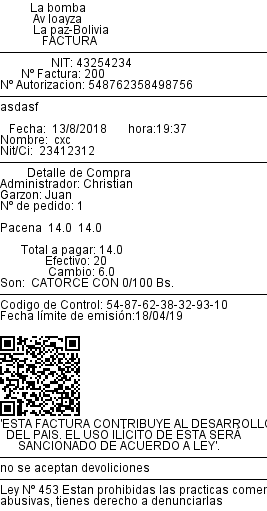 La bomba
Av loayza
La paz-Bolivia
FACTURA
NIT: 43254234
Nº Factura: 200
Nº Autorizacion: 548762358498756
asdasf
Fecha: 13/8/2018 hora:19:37
Nombre: cxc
Nit/Ci: 23412312
Detalle de Compra
Administrador: Christian
Garzon: Juan
Nº de pedido: 1
Pacena 14.0 14.0
Total a pagar: 14.0
Efectivo: 20
Cambio: 6.0
Son: CATORCE CON 0/100 Bs.
Codigo de Control: 54-87-62-38-32-93-10
Fecha límite de emisión:18/04/19
'ESTA FACTURA CONTRIBUYE AL DESARROLLO
DEL PAIS. EL USO ILICITO DE ESTA SERA
SANCIONADO DE ACUERDO A LEY'.
no se aceptan devoliciones
Ley Nº 453 Estan prohibidas las practicas comer
abusivas, tienes derecho a denunciarlas